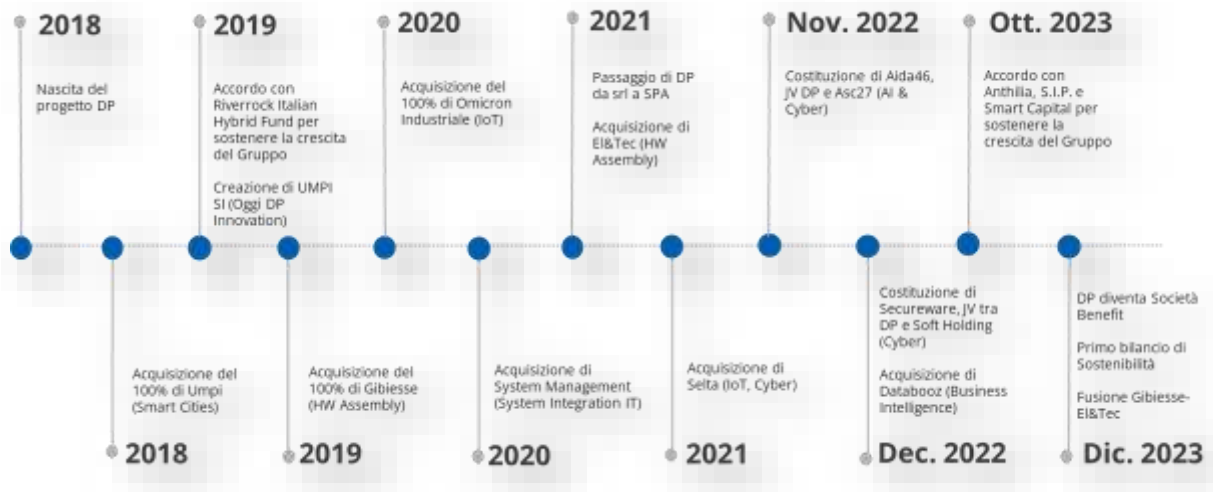 2018
Nascita del
progetto DP
2019
Accordo con
Riverrock Italian
Hybrid Fund per
sostenere la crescita
del Gruppo
Creazione di UMPI
SI (Oggi DP
Innovation)
2020
Acquisizione del
100% di Omicron
Industriale (IoT)
2021
Passaggio di DP
da srl a SPA
Acquisizione di
El&Tec (HW
Assembly)
Nov. 2022
Costituzione di Aida46,
JV DP e Asc27 (AI &
Cyber)
Ott. 2023
Accordo con
Anthilia, S.I.P. e
Smart Capital per
sostenere la
crescita del Gruppo
Acquisizione del
100% di Umpi
(Smart Cities)
2018
Acquisizione del
100% di Gibiesse
(HW Assembly)
2019
Acquisizione di
System Management
(System Integration IT)
2020
Acquisizione di
Selta (IoT, Cyber)
2021
Costituzione di
Secureware, JV tra
DP e Soft Holding
(Cyber)
Acquisizione di
Databooz (Business
Intelligence)
Dec. 2022
DP diventa Società
Benefit
Primo bilancio di
Sostenibilità
Fusione Gibiesse-
El&Tec
Dic. 2023